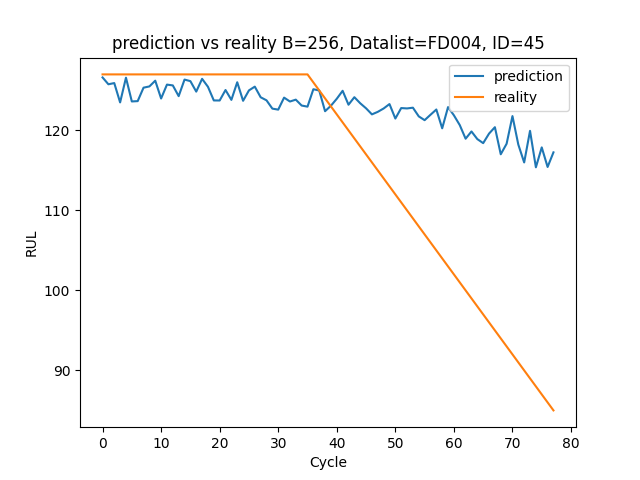 prediction vs reality B=256, Datalist=FD004, ID=45
prediction
reality
120
110
100
90
RUL
0 10 20 30 40 50 60 70 80
Cycle